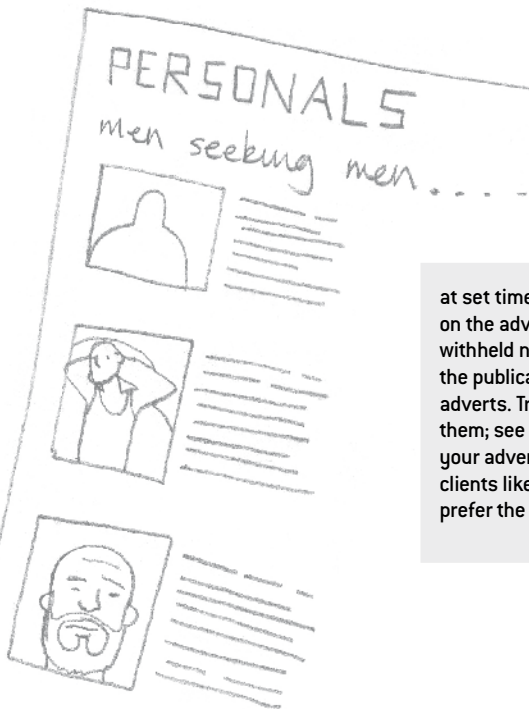 PERSONALS
men seeking men.....
at set time
on the adv
withheld n
the publica
adverts. Tr
them; see
your adver
clients like
prefer the